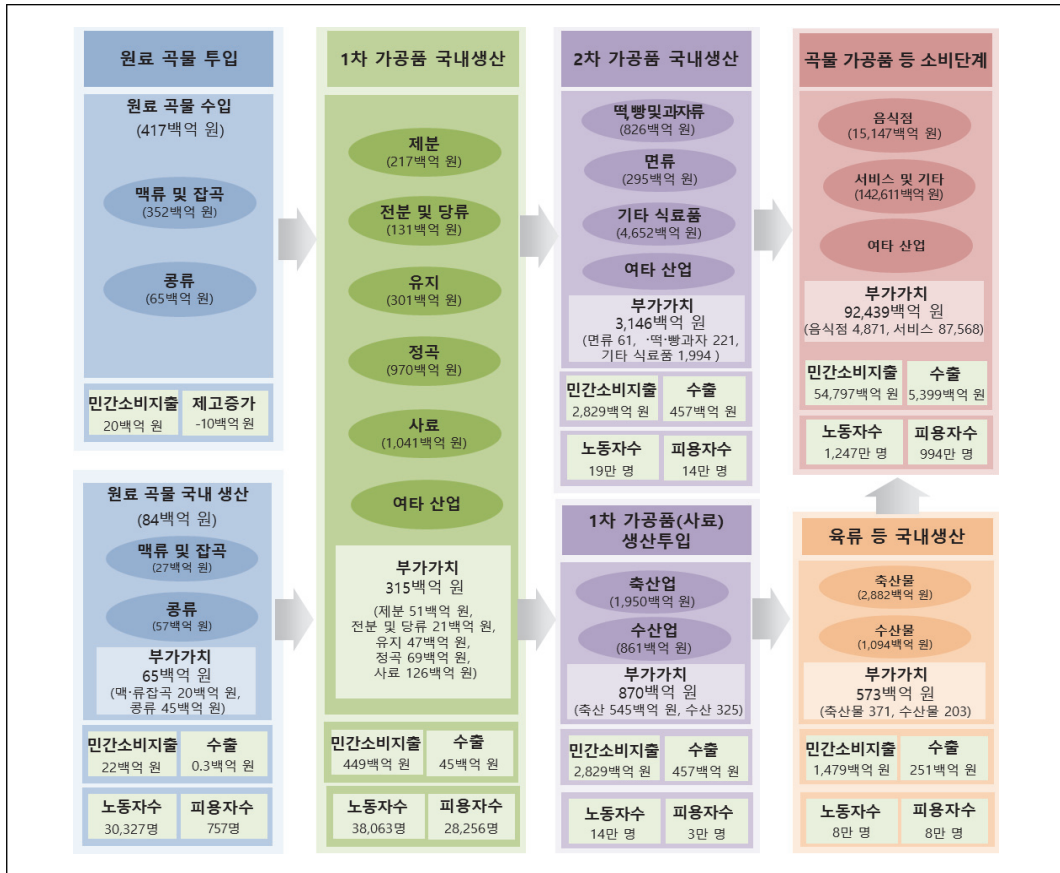 원료 곡물 투입
원료 곡물 수입
(417백억 원)
맥류 및 잡곡
(352백억 원)
콩류
(65백억 원)
민간소비지출
20백억 원
제고증가
-10백억 원
원료 곡물 국내 생산
(84백억 원)
맥류 및 잡곡
(27백억 원)
콩류
(57백억 원)
부가가치
65백억 원
(맥·류잡곡 20백억 원,
콩류 45백억 원)
민간소비지출
22백억 원
수출
0.3백억 원
노동자수
30,327명
피용자수
757명
1차 가공품 국내생산
제분
(217백억 원)
전분 및 당류
(131백억 원)
유지
(301백억 원)
정곡
(970백억 원)
사료
(1,041백억 원)
여타 산업
부가가치
315백억 원
(제분 51백억 원,
전분 및 당류 21백억 원,
유지 47백억 원,
정곡 69백억 원,
사료 126백억 원)
민간소비지출
449백억 원
수출
45백억 원
노동자수
38,063명
피용자수
28,256명
2차 가공품 국내생산
떡,빵및과자류
(826백억 원)
면류
(295백억 원)
기타 식료품
(4,652백억 원)
여타 산업
부가가치
3,146백억 원
(면류 61, ·떡·빵과자 221,
기타 식료품 1,994 )
민간소비지출
2,829백억 원
수출
457백억 원
노동자수
19만 명
피용자수
14만 명
1차 가공품(사료)
생산투입
축산업
(1,950백억 원)
수산업
(861백억 원)
부가가치
870백억 원
(축산 545백억 원, 수산 325)
민간소비지출
2,829백억 원
수출
457백억 원
노동자수
14만 명
피용자수
3만 명
곡물 가공품 등 소비단계
음식점
(15,147백억 원)
서비스 및 기타
(142,611백억 원)
여타 산업
부가가치
92,439백억 원
(음식점 4,871, 서비스 87,568)
민간소비지출
54,797백억 원
수출
5,399백억 원
노동자수
1,247만 명
피용자수
994만 명
육류 등 국내생산
축산물
(2,882백억 원)
수산물
(1,094백억 원)
부가가치
573백억 원
(축산물 371, 수산물 203)
민간소비지출
1,479백억 원
수출
251백억 원
노동자수
8만 명
피용자수
8만 명